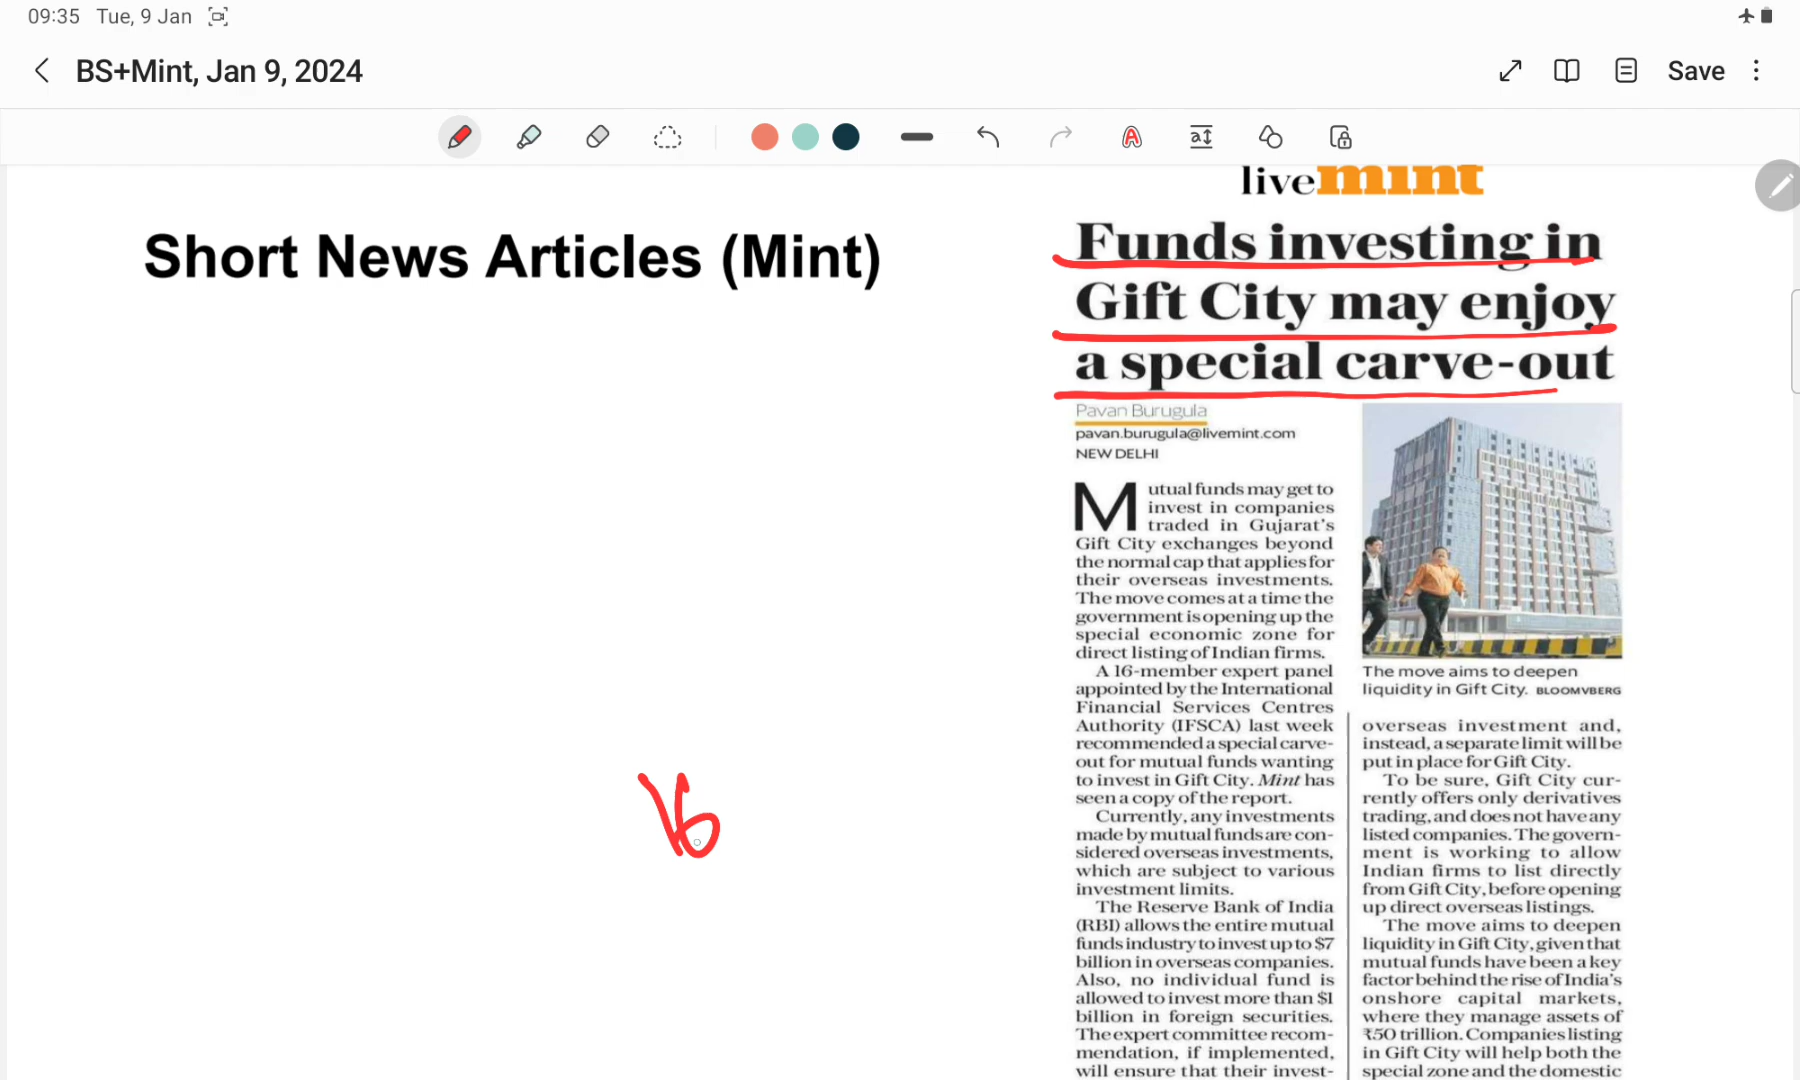 09:35 Tue, 9 Jan
BS+Mint, Jan 9, 2024
Save
Short News Articles (Mint)
16
livemint
Funds investing in
Gift City may enjoy
a special carve-out
Pavan Burugula
pavan.burugula@livemint.com
NEW DELHI
Mutual funds may get to
invest in companies
traded in Gujarat's
Gift City exchanges beyond
the normal cap that applies for
their overseas investments.
The move comes at a time the
government is opening up the
special economic zone for
direct listing of Indian firms.
A 16-member expert panel
appointed by the International
Financial Services Centres
Authority (IFSCA) last week
recommended a special carve-
out for mutual funds wanting
to invest in Gift City. Mint has
seen a copy of the report.
Currently, any investments
made by mutual funds are con-
sidered overseas investments,
which are subject to various
investment limits.
The Reserve Bank of India
(RBI) allows the entire mutual
funds industry to invest up to $7
billion in overseas companies.
Also, no individual fund is
allowed to invest more than $1
billion in foreign securities.
The expert committee recom-
mendation, if implemented,
will ensure that their invest-
The move aims to deepen
liquidity in Gift City. BLOOMVBERG
overseas investment and,
instead, a separate limit will be
put in place for Gift City.
To be sure, Gift City cur-
rently offers only derivatives
trading, and does not have any
listed companies. The govern-
ment is working to allow
Indian firms to list directly
from Gift City, before opening
up direct overseas listings.
The move aims to deepen
liquidity in Gift City, given that
mutual funds have been a key
factor behind the rise of India's
onshore capital markets,
where they manage assets of
₹50 trillion. Companies listing
in Gift City will help both the
special zone and the domestic